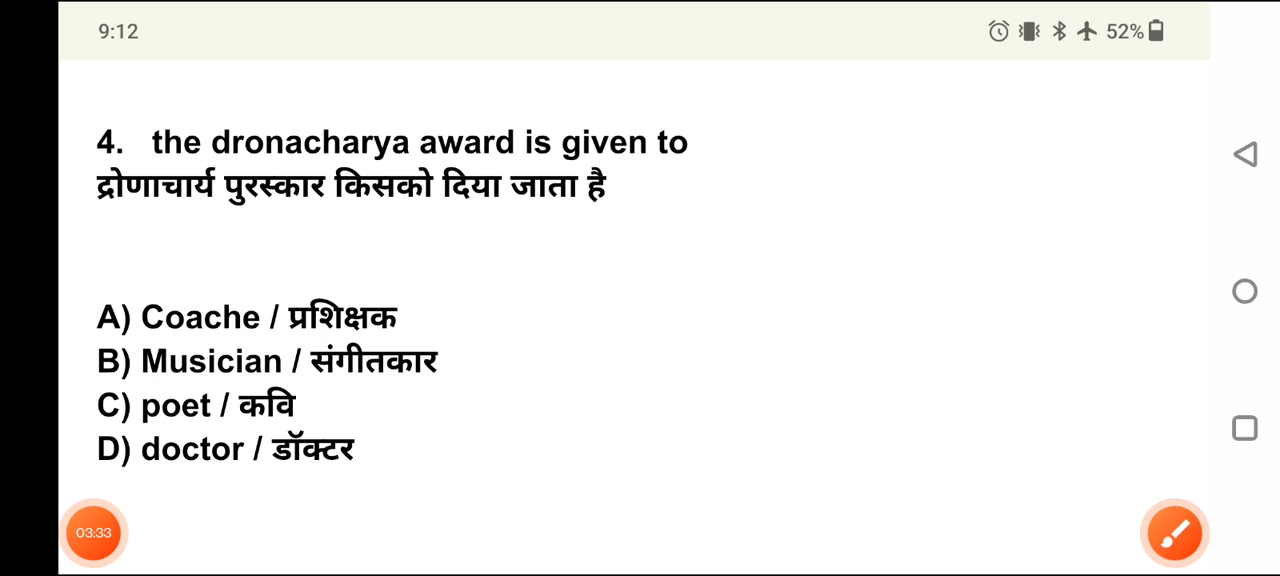 9:12
52%
4. the dronacharya award is given to
द्रोणाचार्य पुरस्कार किसको दिया जाता है
A) Coache / प्रशिक्षक
B) Musician / संगीतकार
C) poet / कवि
D) doctor / डॉक्टर
03:33